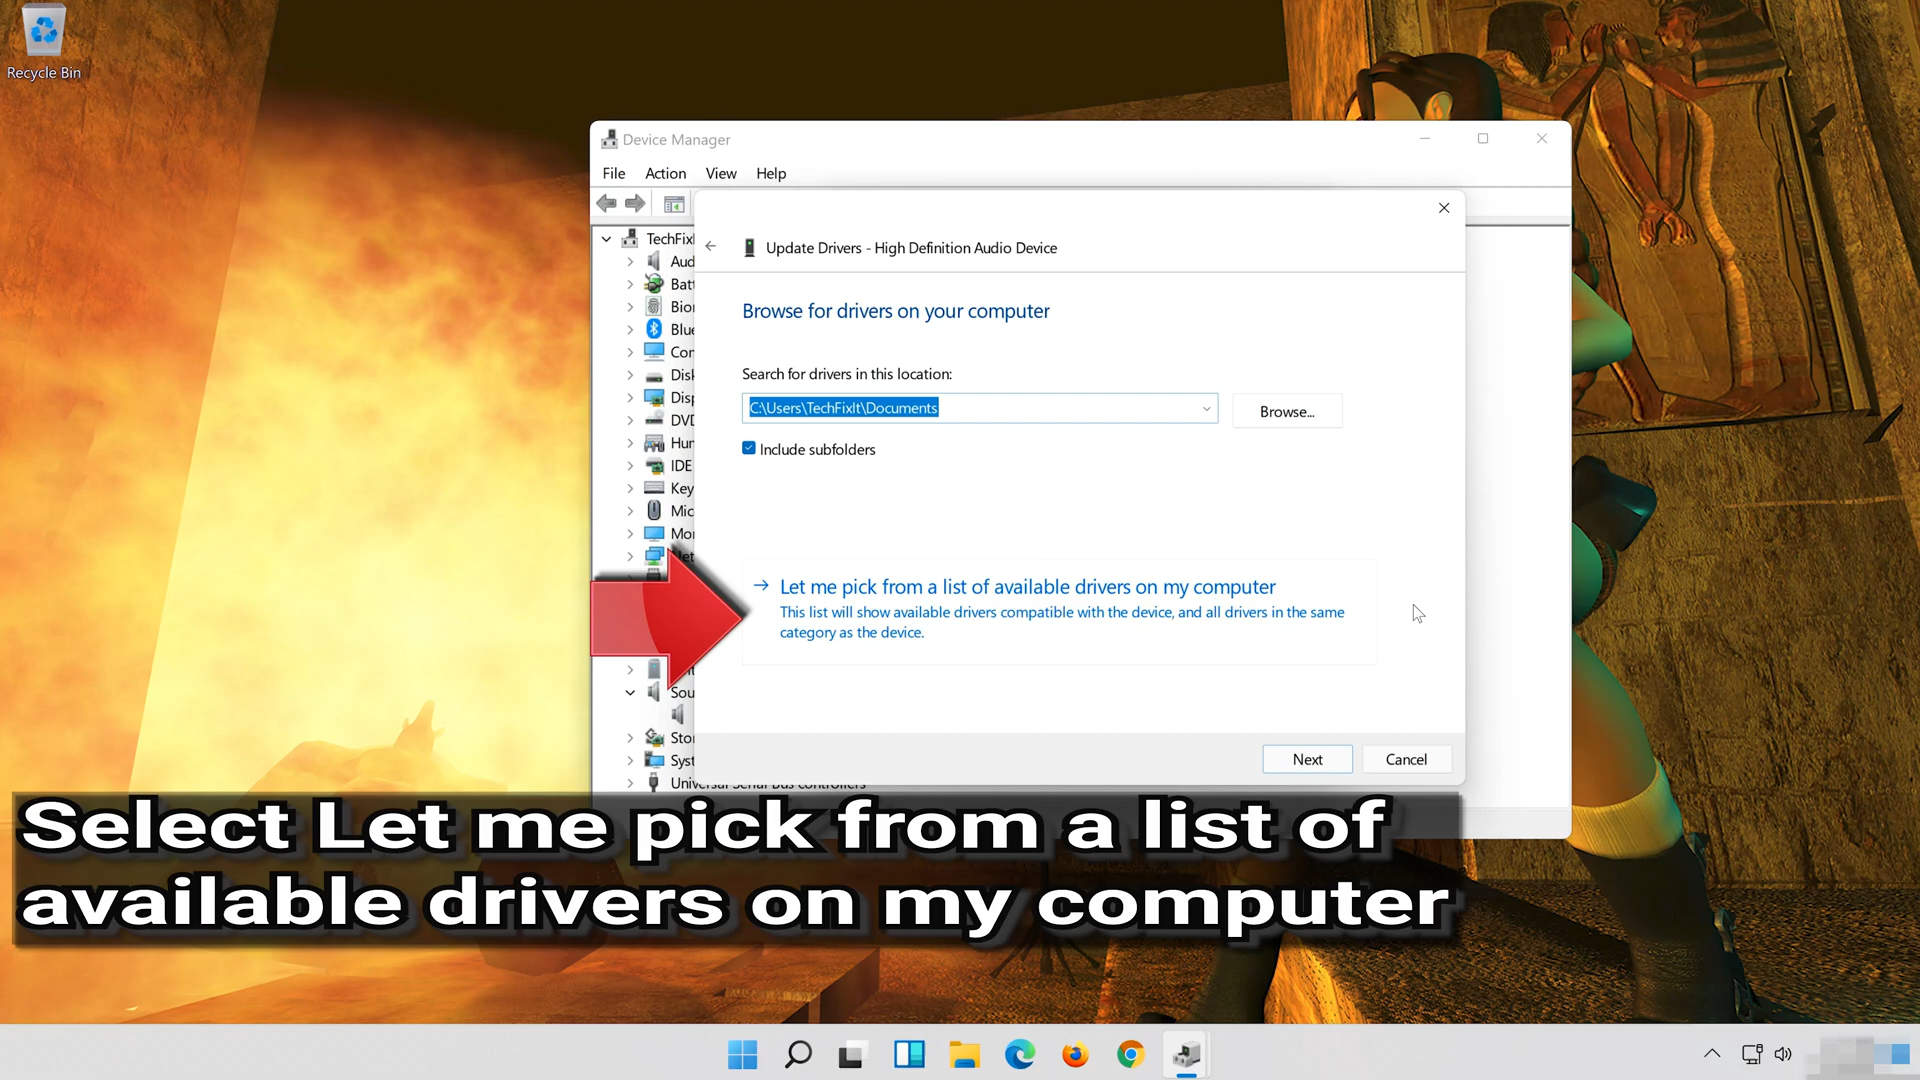 Recycle Bin
Device Manager
File Action View Help
TechFixI
Update Drivers - High Definition Audio Device
Aud
Batt
Bion
Blue
Con
Disk
Disp
DVD
Hum
IDE
Key
Mic
Mon
Net
Sou
Stor
Syst
Universal Serial Bus controllers
Browse for drivers on your computer
Search for drivers in this location:
C:\Users\TechFixIt\Documents
Browse...
Include subfolders
Let me pick from a list of available drivers on my computer
This list will show available drivers compatible with the device, and all drivers in the same
category as the device.
Next
Cancel
Select Let me pick from a list of
available drivers on my computer